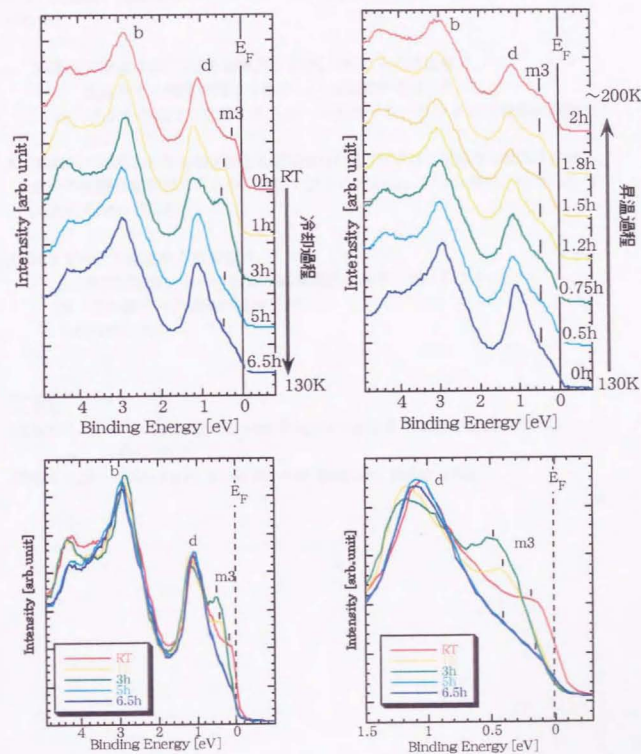 b
d
E_F
m3
0h
RT
1h
3h
5h
6.5h
130K
冷却過程
Intensity [arb. unit]
4 3 2 1 0
Binding Energy [eV]
b
d
E_F
m3
2h
~200K
1.8h
1.5h
1.2h
0.75h
0.5h
0h
130K
昇温過程
Intensity [arb. unit]
4 3 2 1 0
Binding Energy [eV]
b
d
E_F
m3
RT
3h
5h
6.5h
Intensity [arb.unit]
4 3 2 1 0
Binding Energy [eV]
d
E_F
m3
RT
3h
5h
6.5h
Intensity [arb.unit]
1.5 1 0.5 0
Binding Energy [eV]